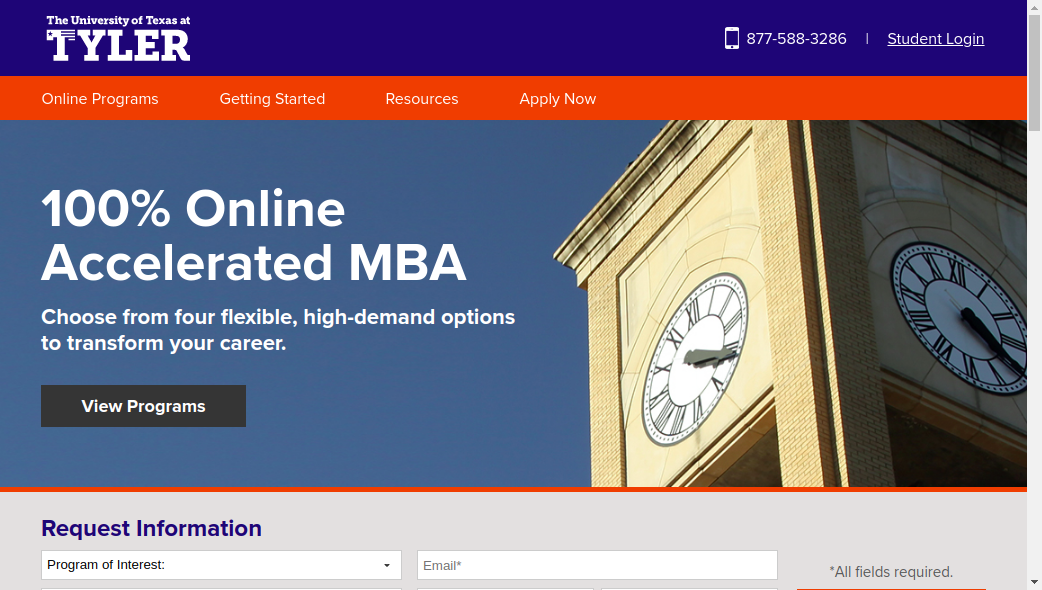 The University of Texas at
TYLER
877-588-3286 | Student Login
Online Programs Getting Started Resources Apply Now
100% Online
Accelerated MBA
Choose from four flexible, high-demand options
to transform your career.
View Programs
Request Information
Program of Interest: Email*
*All fields required.